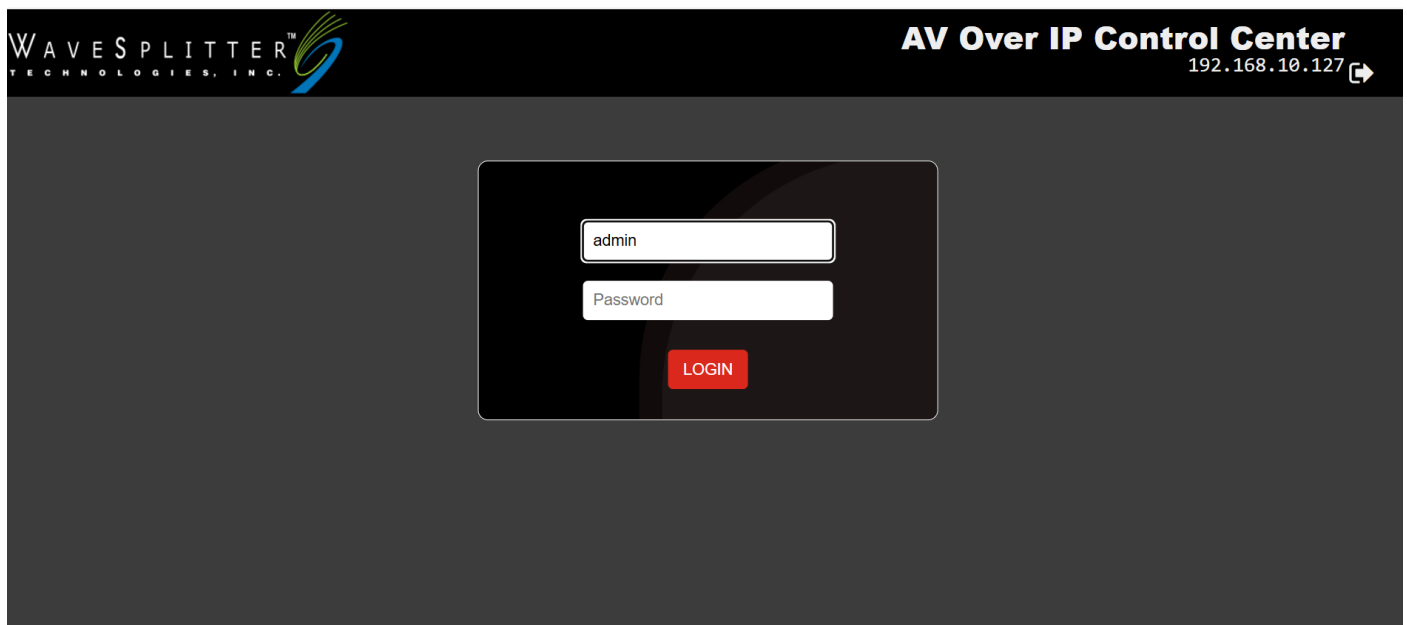 WAVESPLITTER™
TECHNOLOGIES, INC.
AV Over IP Control Center
192.168.10.127
admin
Password
LOGIN